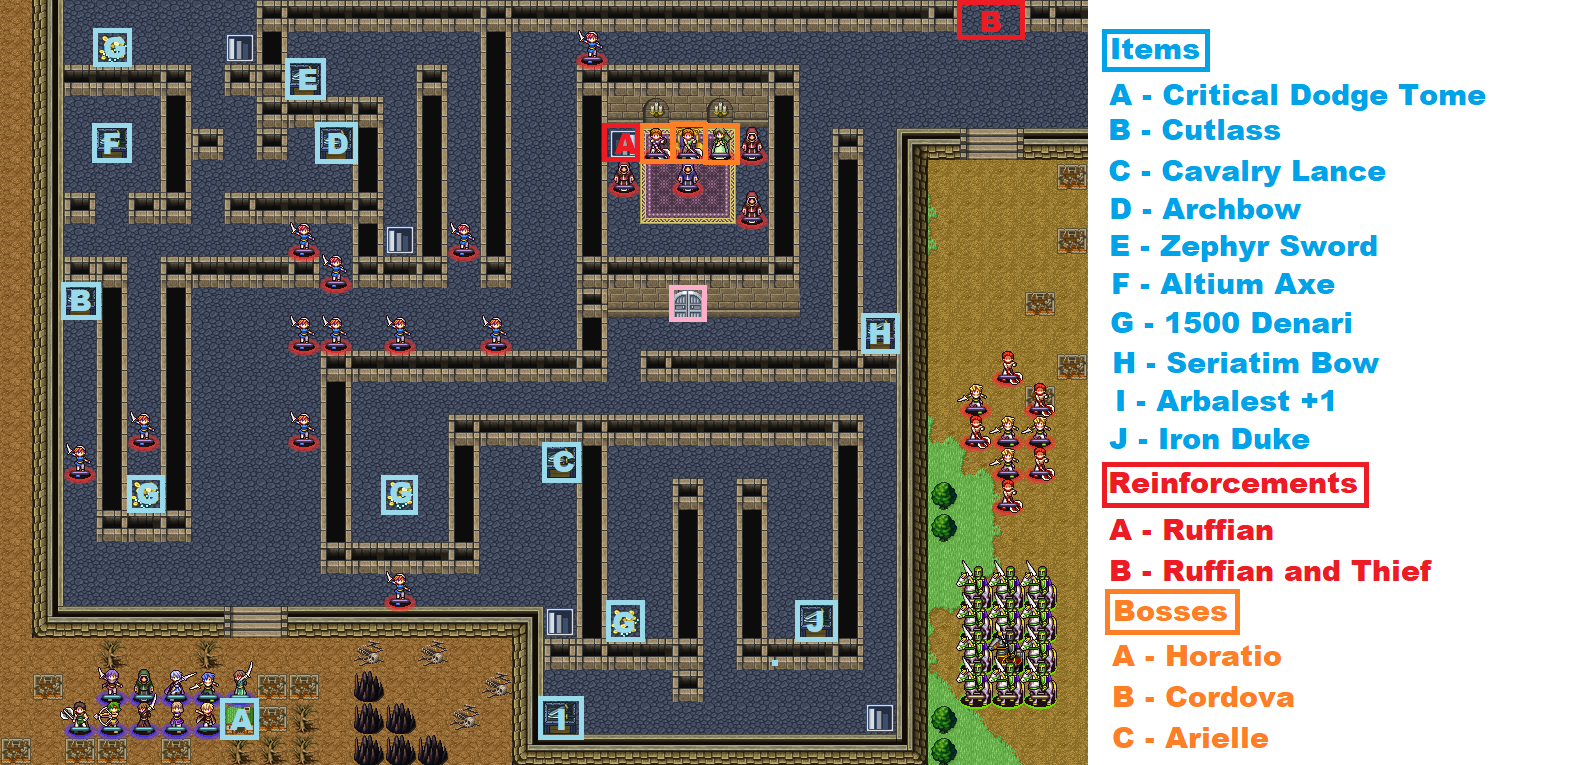 B
G
E
F
D
A
B
H
C
G
G
G
J
A
I
Items
A - Critical Dodge Tome
B - Cutlass
C - Cavalry Lance
D - Archbow
E - Zephyr Sword
F - Altium Axe
G - 1500 Denari
H - Seriatim Bow
I - Arbalest +1
J - Iron Duke
Reinforcements
A - Ruffian
B - Ruffian and Thief
Bosses
A - Horatio
B - Cordova
C - Arielle